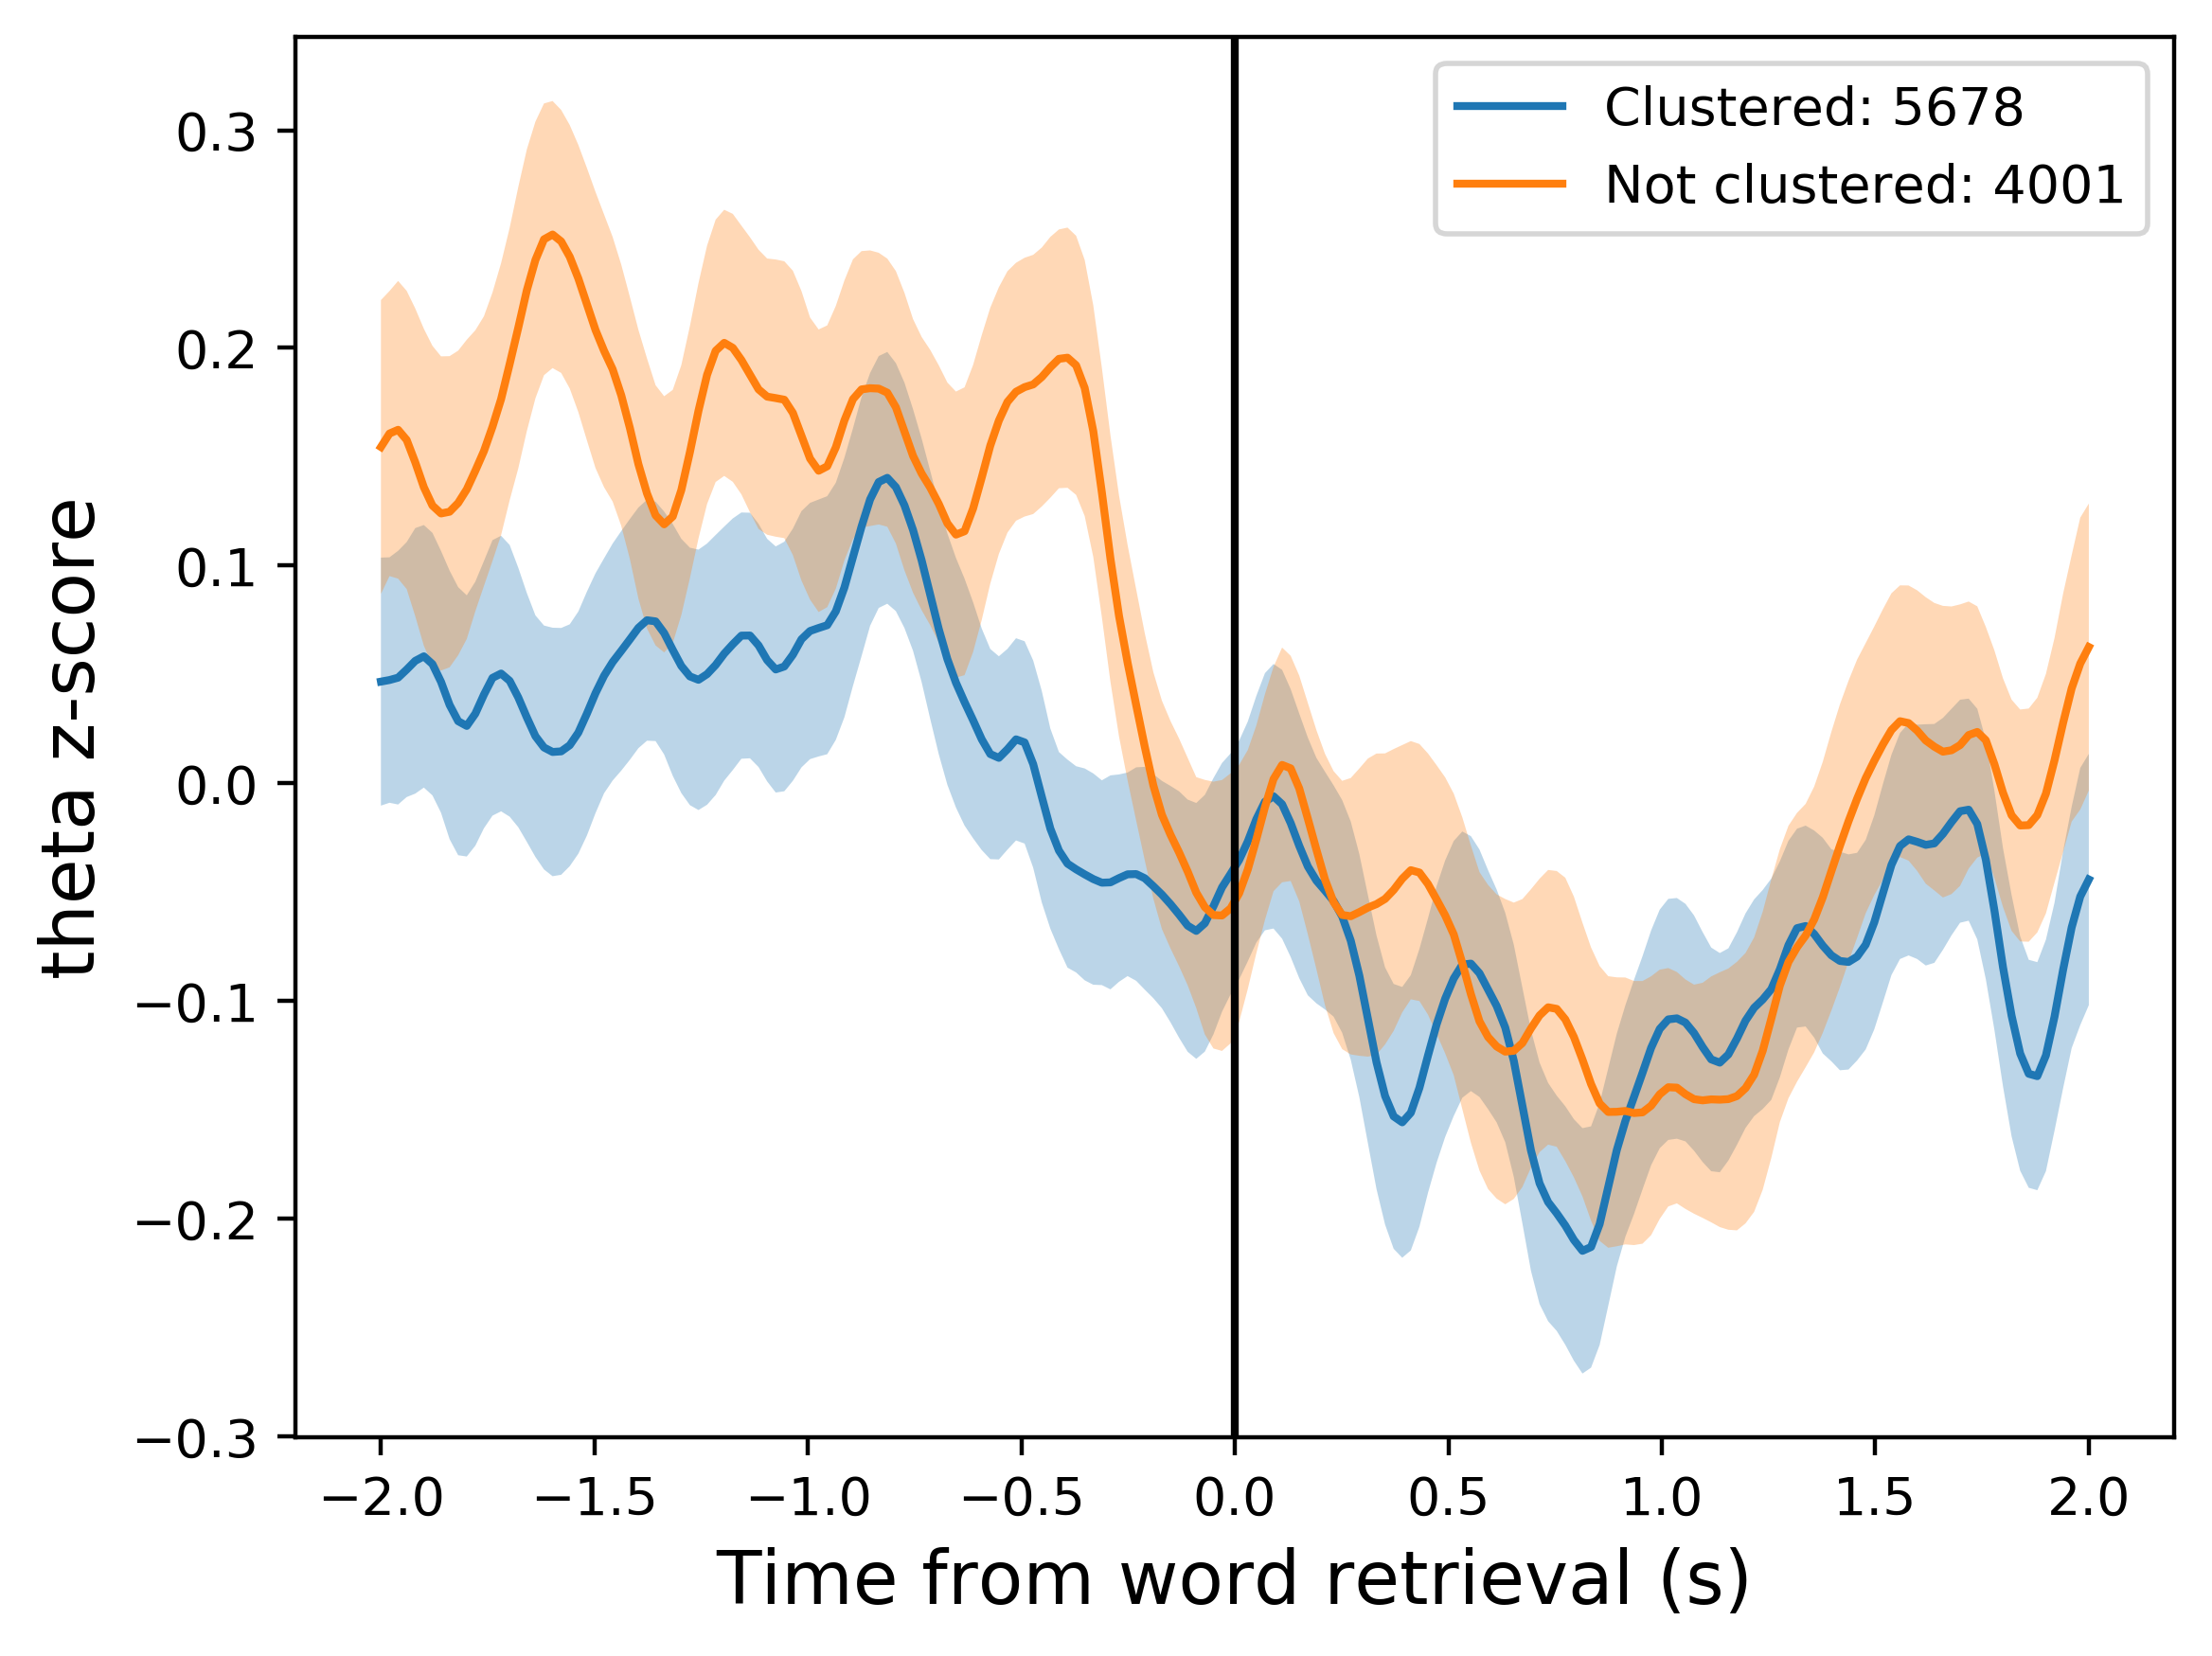 Clustered: 5678
Not clustered: 4001
theta z-score
0.3
0.2
0.1
0.0
−0.1
−0.2
−0.3
−2.0 −1.5 −1.0 −0.5 0.0 0.5 1.0 1.5 2.0
Time from word retrieval (s)